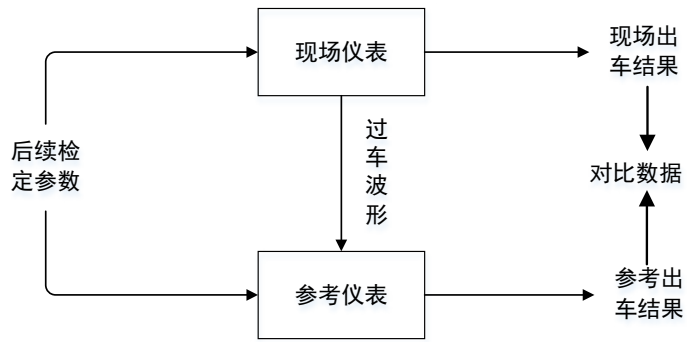 现场仪表
现场出
车结果
过
车
波
形
后续检
定参数
对比数据
参考仪表
参考出
车结果